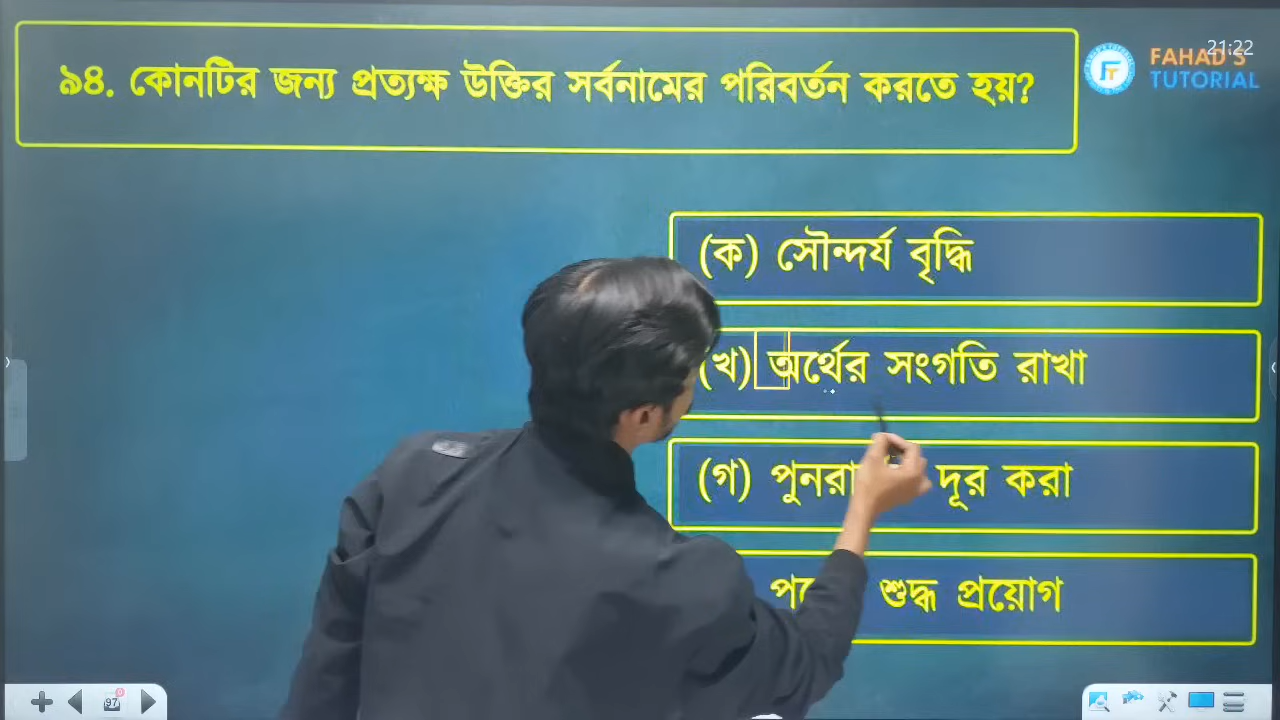 ৯৪. কোনটির জন্য প্রত্যক্ষ উক্তির সর্বনামের পরিবর্তন করতে হয়?
21:22
FAHAD'S
TUTORIAL
(ক) সৌন্দর্য বৃদ্ধি
(খ) অর্থের সংগতি রাখা
(গ) দূর করা
শুদ্ধ প্রয়োগ
97